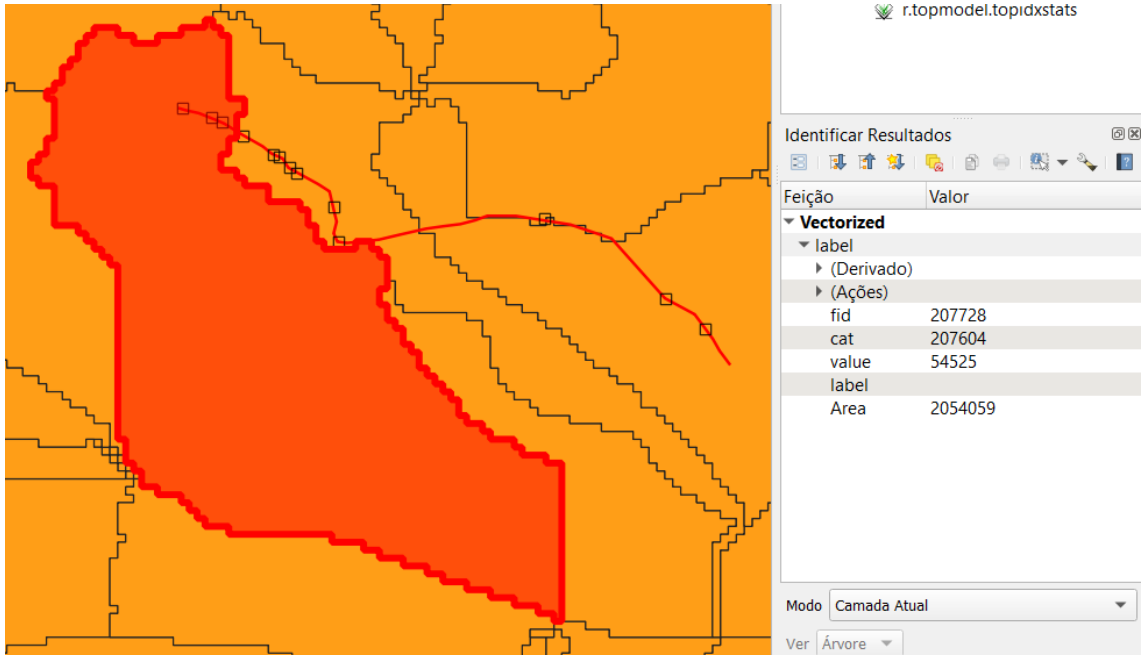 r.topmodel.topidxstats
Identificar Resultados
Feição Valor
Vectorized
label
(Derivado)
(Ações)
fid 207728
cat 207604
value 54525
label
Area 2054059
Modo Camada Atual
Ver Árvore